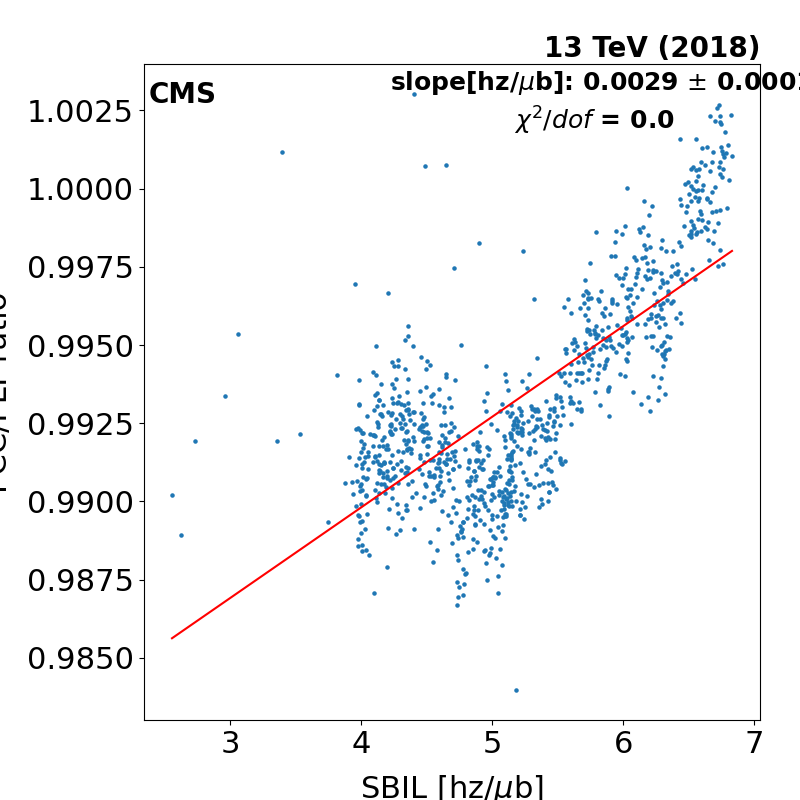 13 TeV (2018)
CMS
slope[hz/μb]: 0.0029 ± 0.000
χ²/dof = 0.0
1.0025
1.0000
0.9975
0.9950
0.9925
0.9900
0.9875
0.9850
3 4 5 6 7
SBIL [hz/μb]